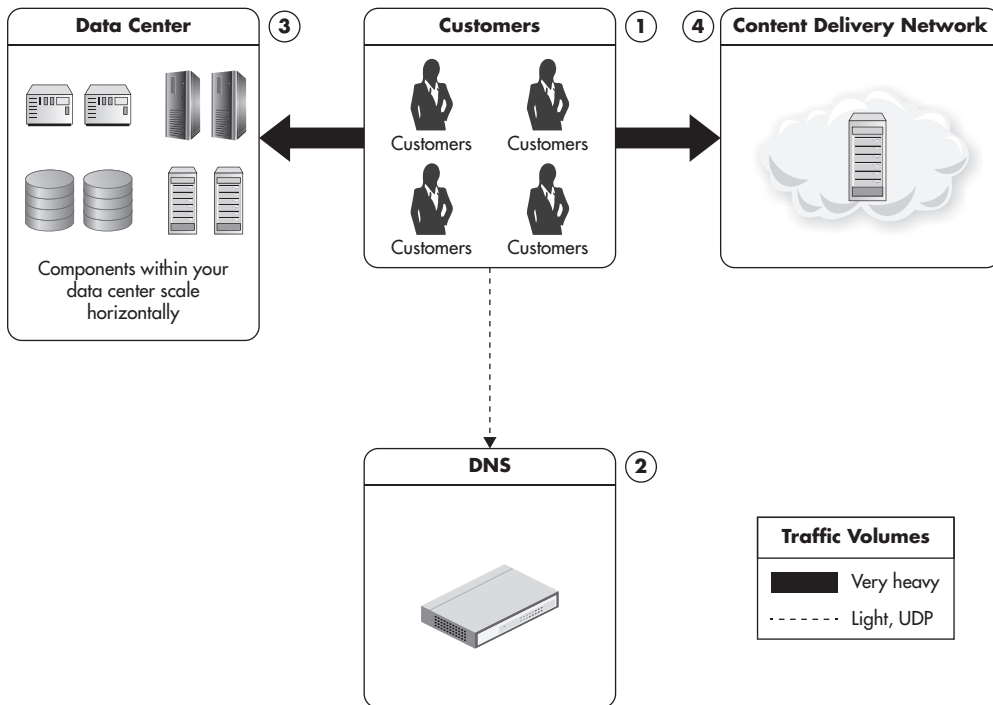 Data Center
3
Components within your
data center scale
horizontally
Customers
1
Customers
Customers
Customers
Customers
4
Content Delivery Network
DNS
2
Traffic Volumes
Very heavy
Light, UDP